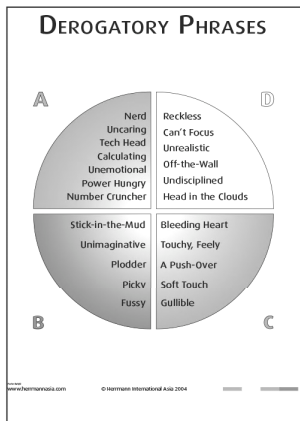 DEROGATORY PHRASES
A
D
Nerd
Uncaring
Tech Head
Calculating
Unemotional
Power Hungry
Number Cruncher
Reckless
Can't Focus
Unrealistic
Off-the-Wall
Undisciplined
Head in the Clouds
Stick-in-the-Mud
Unimaginative
Plodder
Picky
Fussy
Bleeding Heart
Touchy, Feely
A Push-Over
Soft Touch
Gullible
B
C
www.herrmannasia.com
© Herrmann International Asia 2004